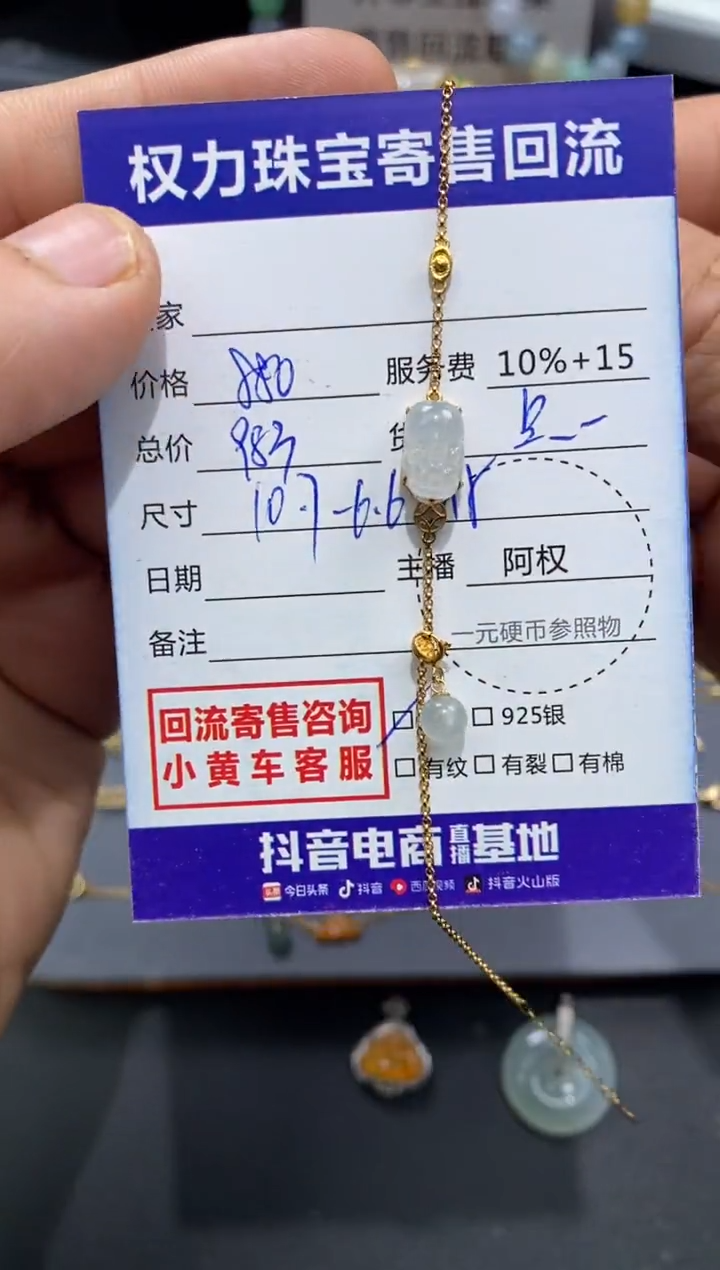 权力珠宝寄售回流
家
价格 880 服务费 10%+15
总价 983
尺寸 10.7-6.6
日期 主播 阿权
备注 一元硬币参照物
回流寄售咨询
小黄车客服
925银
有纹 有裂 有棉
抖音电商直播基地
今日头条 抖音 西瓜视频 抖音火山版